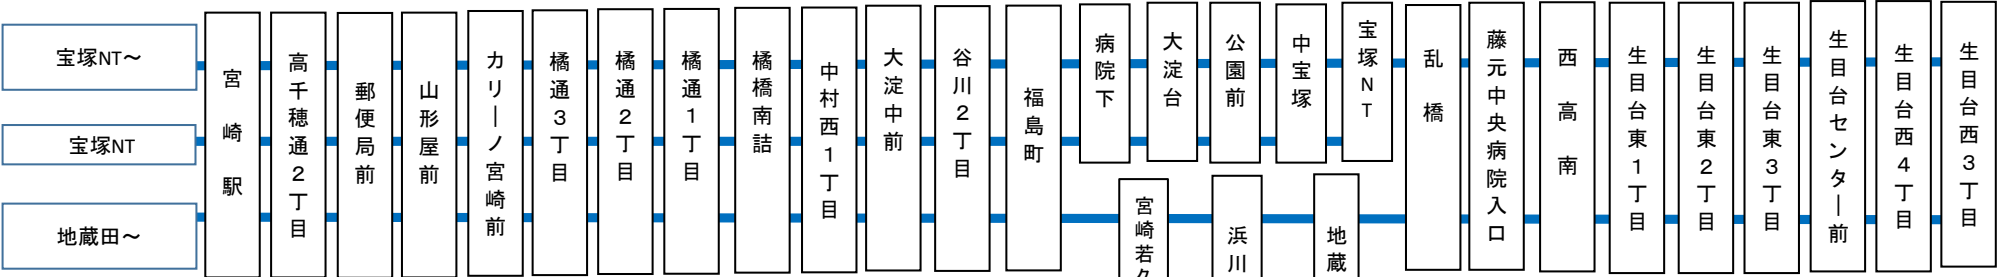 宝塚NT～
宝塚NT
地蔵田～
宮崎駅
高千穂通２丁目
郵便局前
山形屋前
カリーノ宮崎前
橘通３丁目
橘通２丁目
橘通１丁目
橘橋南詰
中村西１丁目
大淀中前
谷川２丁目
福島町
病院下
大淀台
公園前
中宝塚
宝塚NT
宮崎若久
浜川
地蔵
乱橋
藤元中央病院入口
西高南
生目台東１丁目
生目台東２丁目
生目台東３丁目
生目台センター前
生目台西４丁目
生目台西３丁目